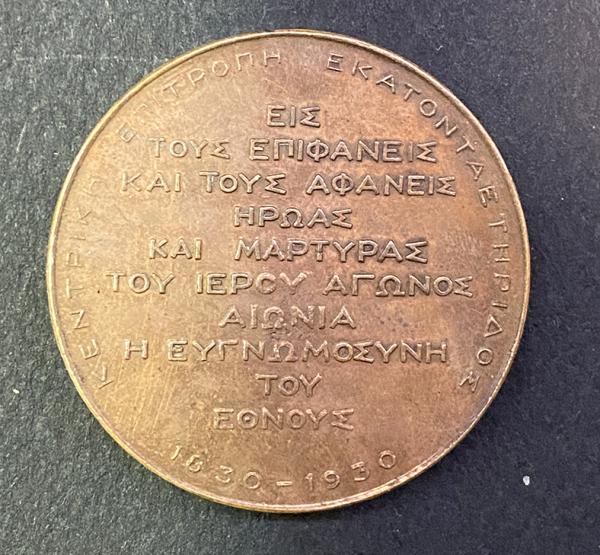 ΚΕΝΤΡΙΚΗ ΕΠΙΤΡΟΠΗ ΕΚΑΤΟΝΤΑΕΤΗΡΙΔΟΣ
ΕΙΣ
ΤΟΥΣ ΕΠΙΦΑΝΕΙΣ
ΚΑΙ ΤΟΥΣ ΑΦΑΝΕΙΣ
ΗΡΩΑΣ
ΚΑΙ ΜΑΡΤΥΡΑΣ
ΤΟΥ ΙΕΡΟΥ ΑΓΩΝΟΣ
ΑΙΩΝΙΑ
Η ΕΥΓΝΩΜΟΣΥΝΗ
ΤΟΥ
ΕΘΝΟΥΣ
1830-1930